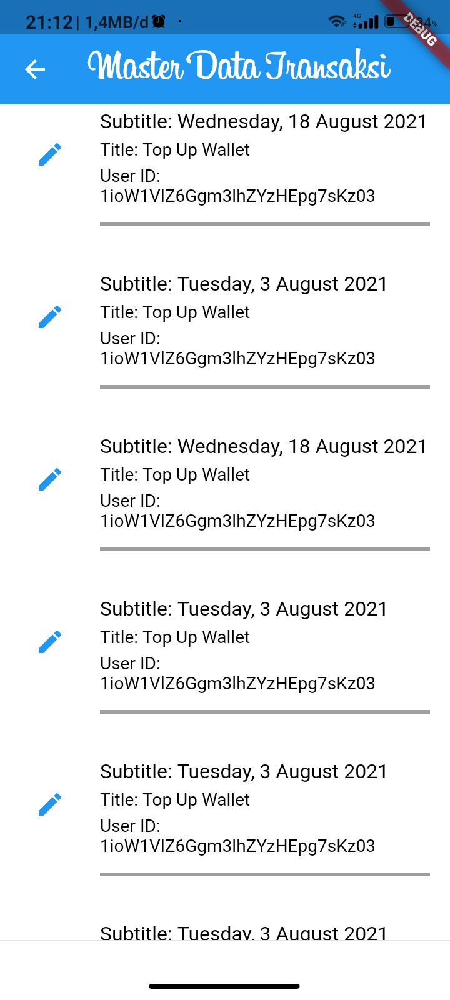 21:12 | 1,4MB/d
4G
34%
DEBUG
Master Data Transaksi
Subtitle: Wednesday, 18 August 2021
Title: Top Up Wallet
User ID:
1ioW1VlZ6Ggm3lhZYzHEpg7sKz03
Subtitle: Tuesday, 3 August 2021
Title: Top Up Wallet
User ID:
1ioW1VlZ6Ggm3lhZYzHEpg7sKz03
Subtitle: Wednesday, 18 August 2021
Title: Top Up Wallet
User ID:
1ioW1VlZ6Ggm3lhZYzHEpg7sKz03
Subtitle: Tuesday, 3 August 2021
Title: Top Up Wallet
User ID:
1ioW1VlZ6Ggm3lhZYzHEpg7sKz03
Subtitle: Tuesday, 3 August 2021
Title: Top Up Wallet
User ID:
1ioW1VlZ6Ggm3lhZYzHEpg7sKz03
Subtitle: Tuesday, 3 August 2021